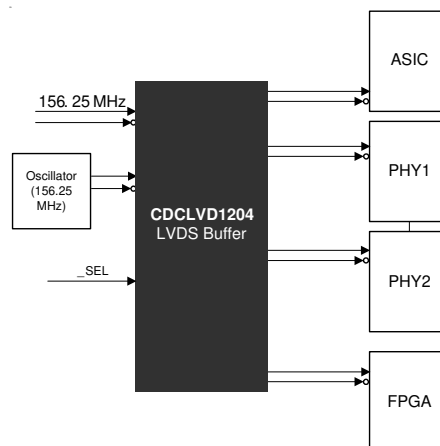 ASIC
156. 25 MHz
PHY1
Oscillator
(156.25
MHz)
CDCLVD1204
LVDS Buffer
_SEL
PHY2
FPGA